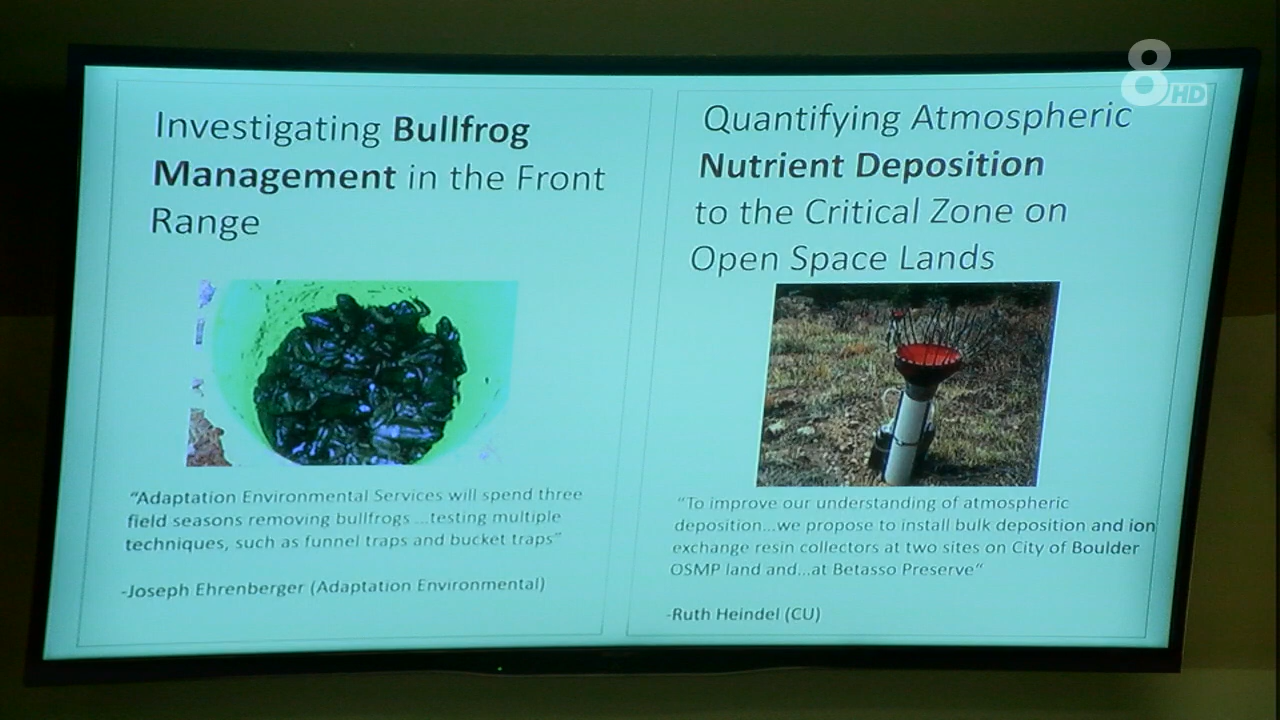 8HD
Investigating Bullfrog
Management in the Front
Range
"Adaptation Environmental Services will spend three
field seasons removing bullfrogs ...testing multiple
techniques, such as funnel traps and bucket traps"
-Joseph Ehrenberger (Adaptation Environmental)
Quantifying Atmospheric
Nutrient Deposition
to the Critical Zone on
Open Space Lands
"To improve our understanding of atmospheric
deposition...we propose to install bulk deposition and ion
exchange resin collectors at two sites on City of Boulder
OSMP land and...at Betasso Preserve"
-Ruth Heindel (CU)